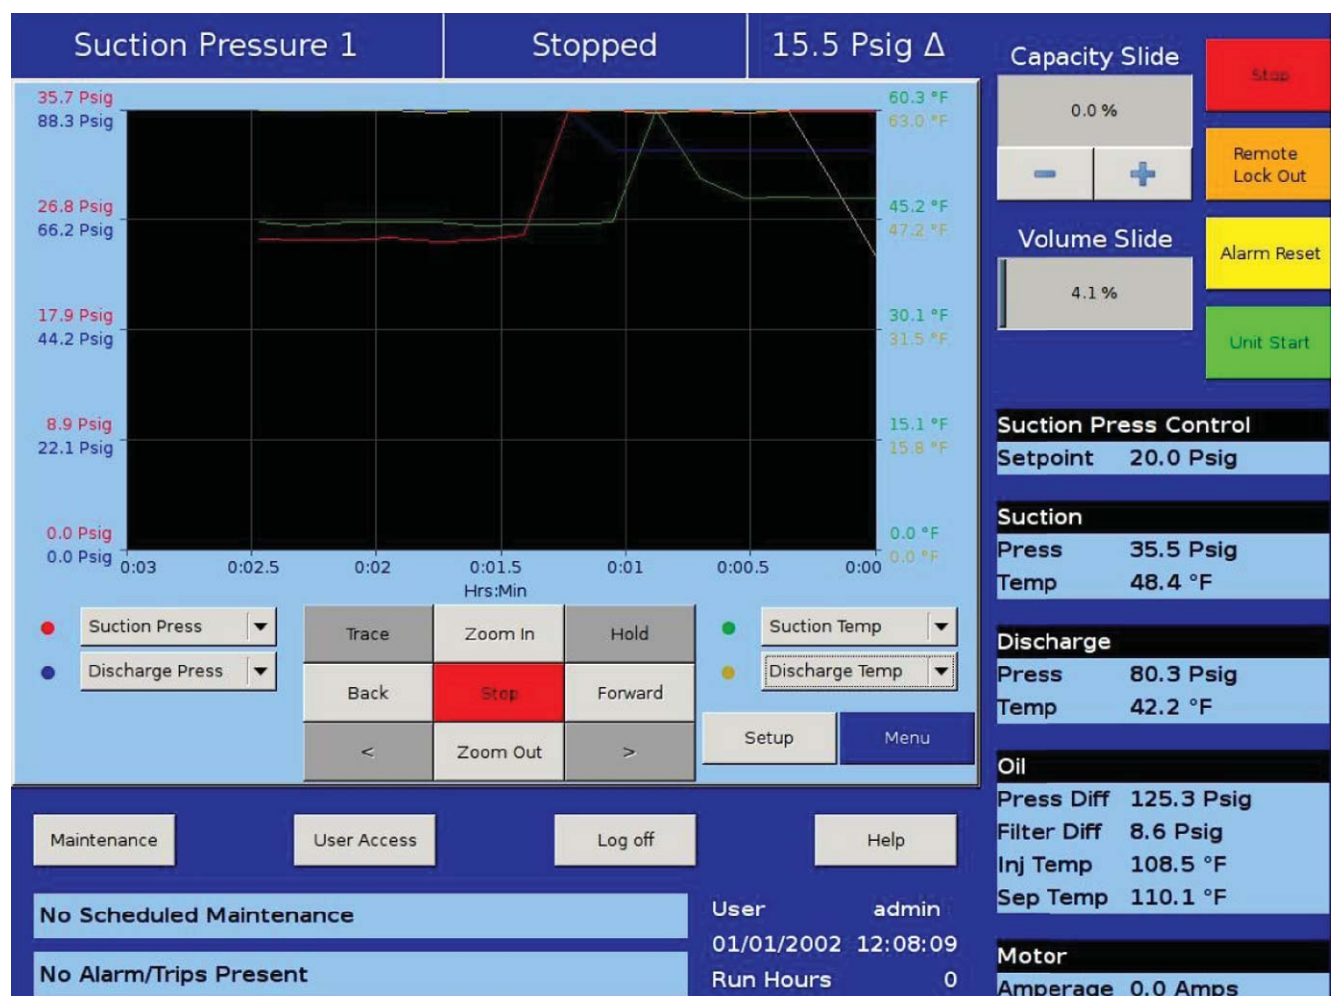 Suction Pressure 1
Stopped
15.5 Psig Δ
Capacity Slide
0.0 %
Stop
Remote
Lock Out
Volume Slide
4.1 %
Alarm Reset
Unit Start
35.7 Psig
88.3 Psig
60.3 °F
63.0 °F
26.8 Psig
66.2 Psig
45.2 °F
47.2 °F
17.9 Psig
44.2 Psig
30.1 °F
31.5 °F
8.9 Psig
22.1 Psig
15.1 °F
15.8 °F
0.0 Psig
0.0 Psig
0.0 °F
0.0 °F
0:03 0:02.5 0:02 0:01.5 0:01 0:00.5 0:00
Hrs:Min
Suction Press
Discharge Press
Trace Zoom In Hold
Back Stop Forward
< Zoom Out >
Suction Temp
Discharge Temp
Setup Menu
Suction Press Control
Setpoint 20.0 Psig
Suction
Press 35.5 Psig
Temp 48.4 °F
Discharge
Press 80.3 Psig
Temp 42.2 °F
Oil
Press Diff 125.3 Psig
Filter Diff 8.6 Psig
Inj Temp 108.5 °F
Sep Temp 110.1 °F
Motor
Amperage 0.0 Amps
Maintenance User Access Log off Help
No Scheduled Maintenance
No Alarm/Trips Present
User admin
01/01/2002 12:08:09
Run Hours 0